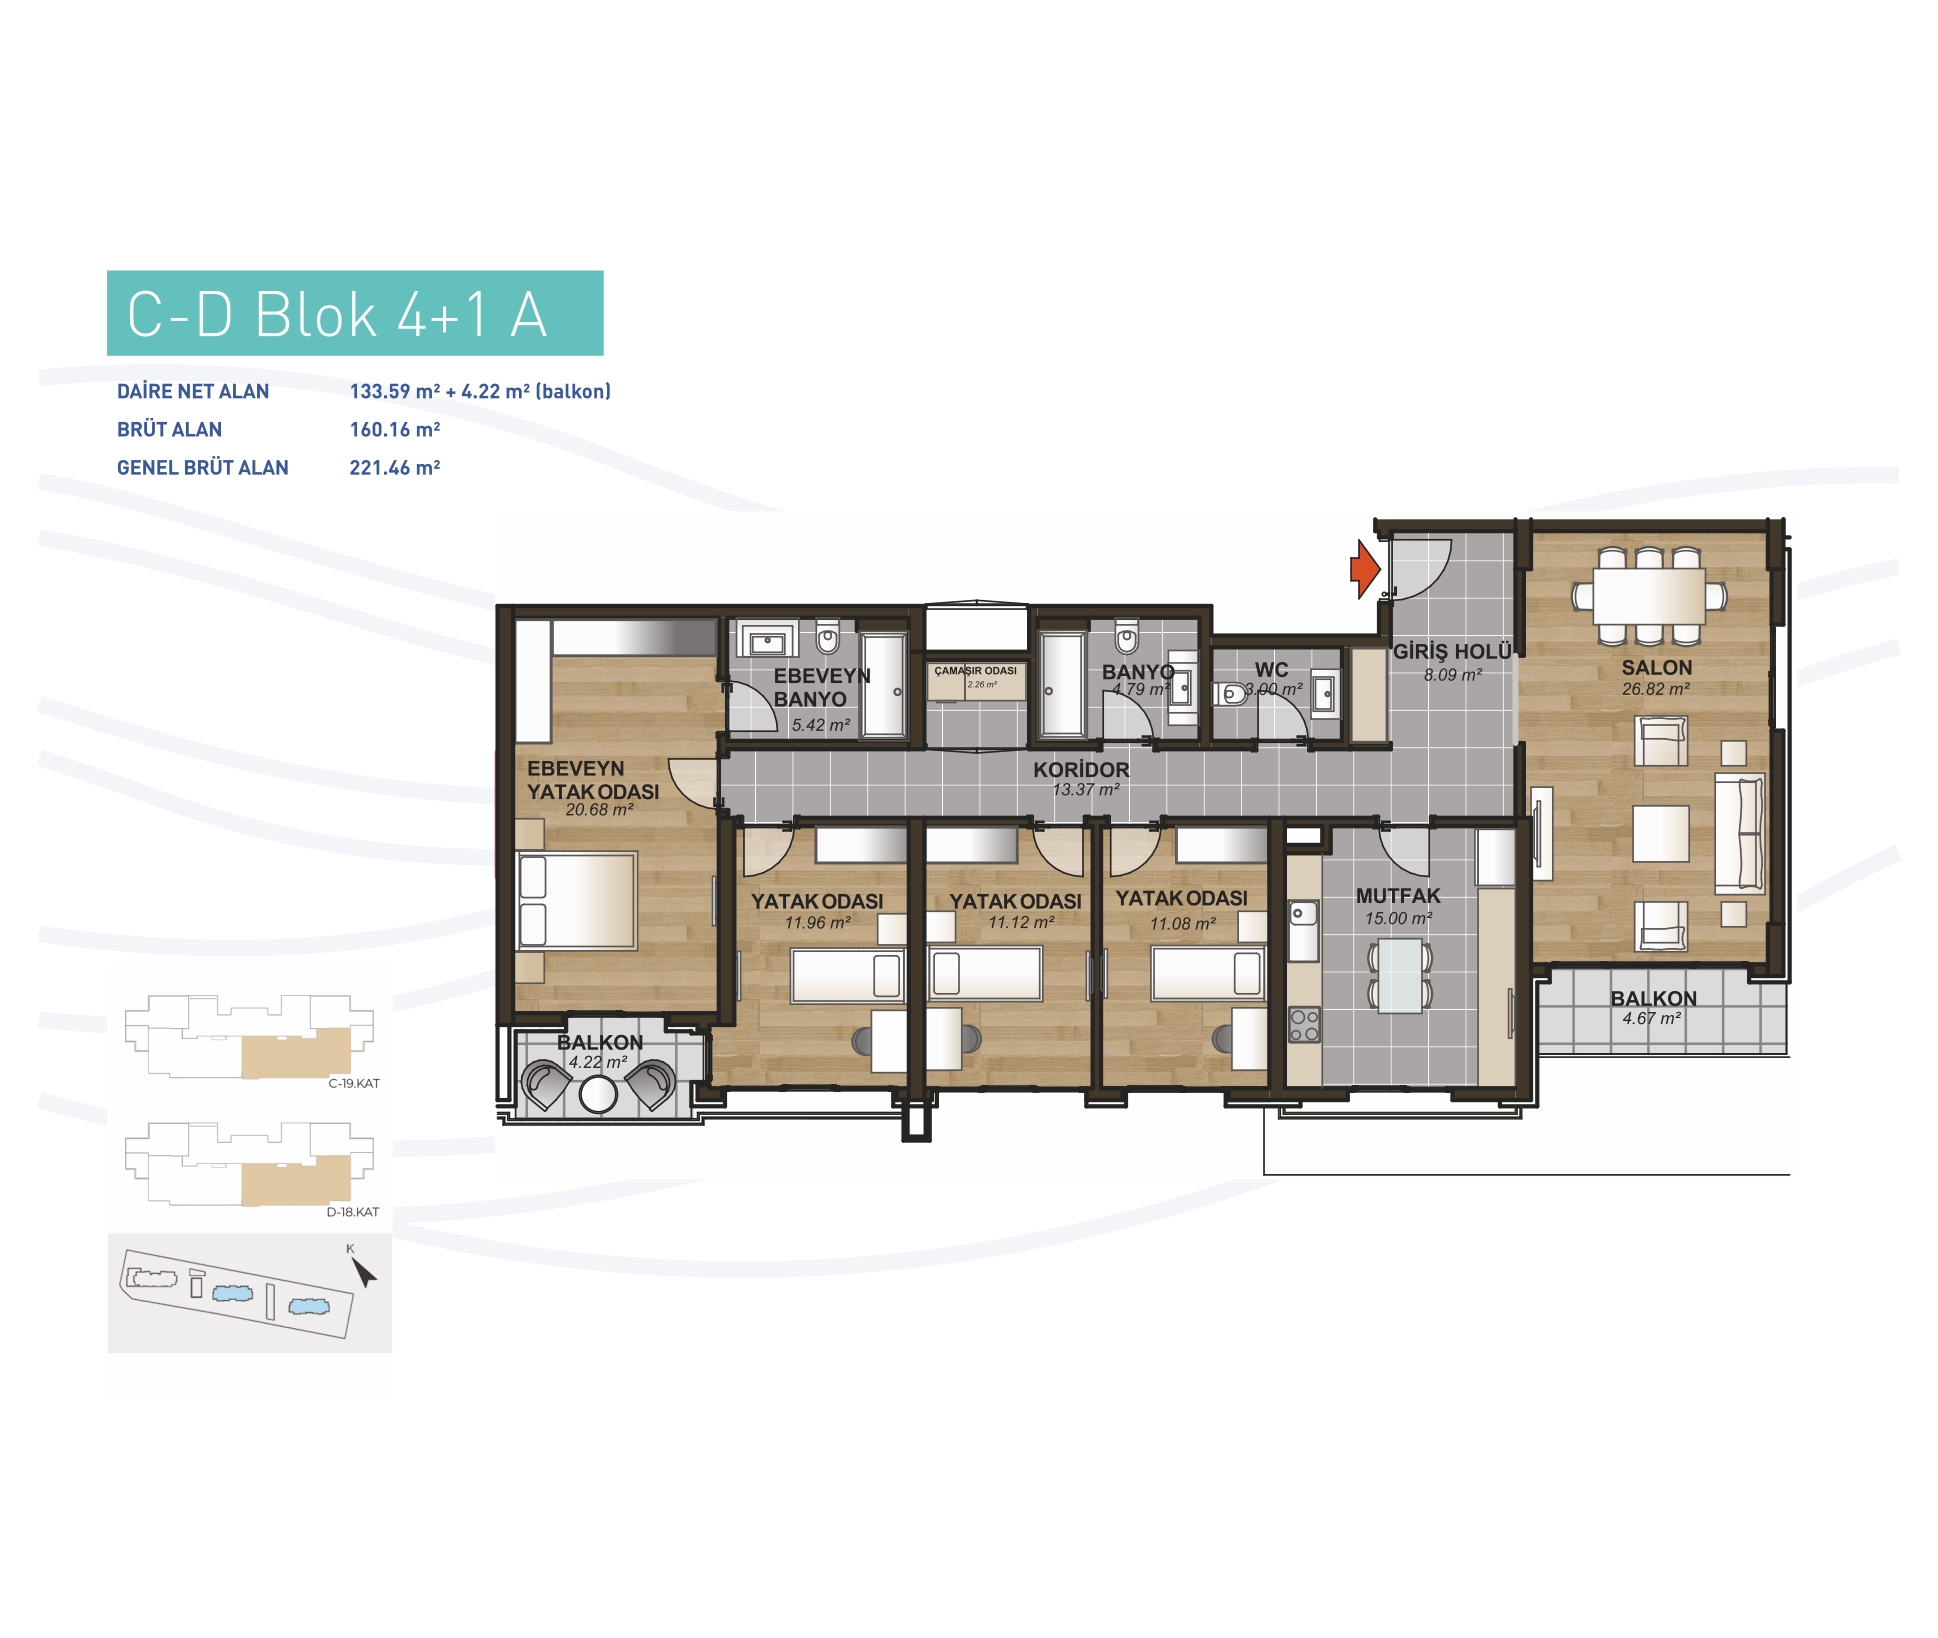 C-D Blok 4+1 A
DAİRE NET ALAN 133.59 m² + 4.22 m² (balkon)
BRÜT ALAN 160.16 m²
GENEL BRÜT ALAN 221.46 m²
GİRİŞ HOLÜ
8.09 m²
SALON
26.82 m²
EBEVEYN
BANYO
5.42 m²
ÇAMAŞIR ODASI
2.26 m²
BANYO
4.79 m²
WC
3.00 m²
EBEVEYN
YATAK ODASI
20.68 m²
KORİDOR
13.37 m²
YATAK ODASI
11.96 m²
YATAK ODASI
11.12 m²
YATAK ODASI
11.08 m²
MUTFAK
15.00 m²
BALKON
4.67 m²
BALKON
4.22 m²
C-19.KAT
D-18.KAT
K